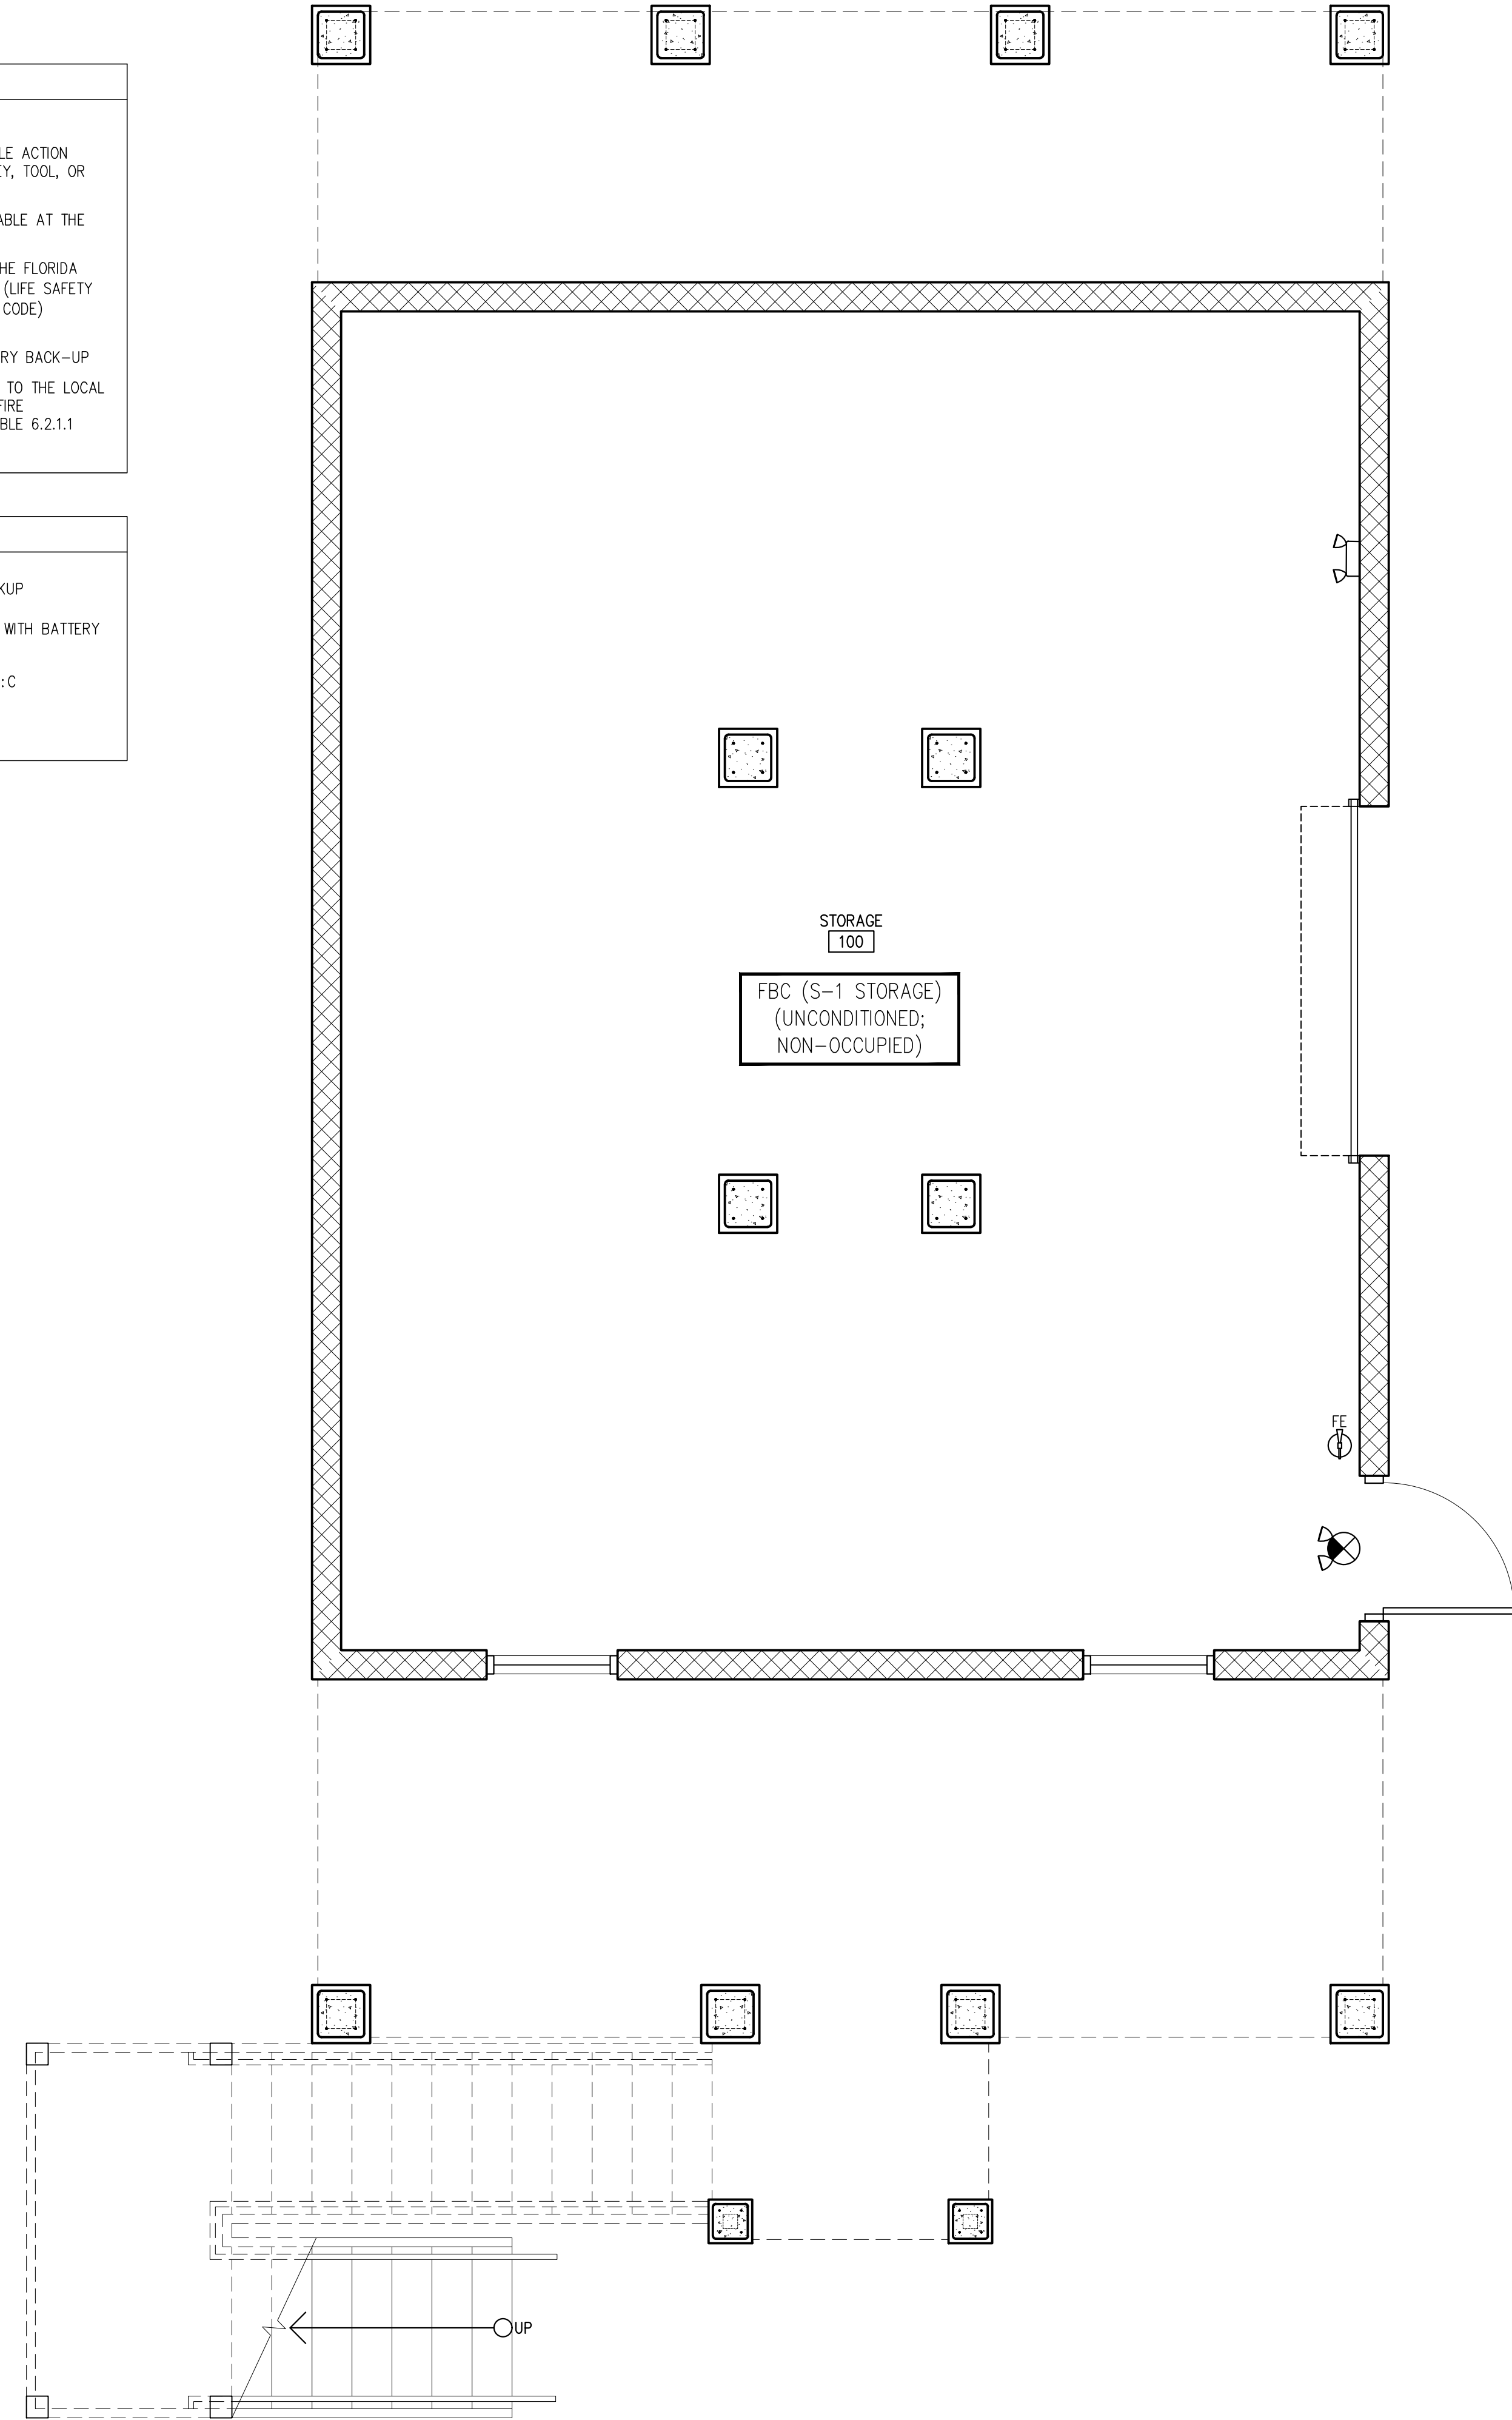 LE ACTION
EY, TOOL, OR
ABLE AT THE
HE FLORIDA
(LIFE SAFETY
CODE)
RY BACK-UP
TO THE LOCAL
FIRE
BLE 6.2.1.1
KUP
WITH BATTERY
:C
STORAGE
100
FBC (S-1 STORAGE)
(UNCONDITIONED;
NON-OCCUPIED)
FE
UP